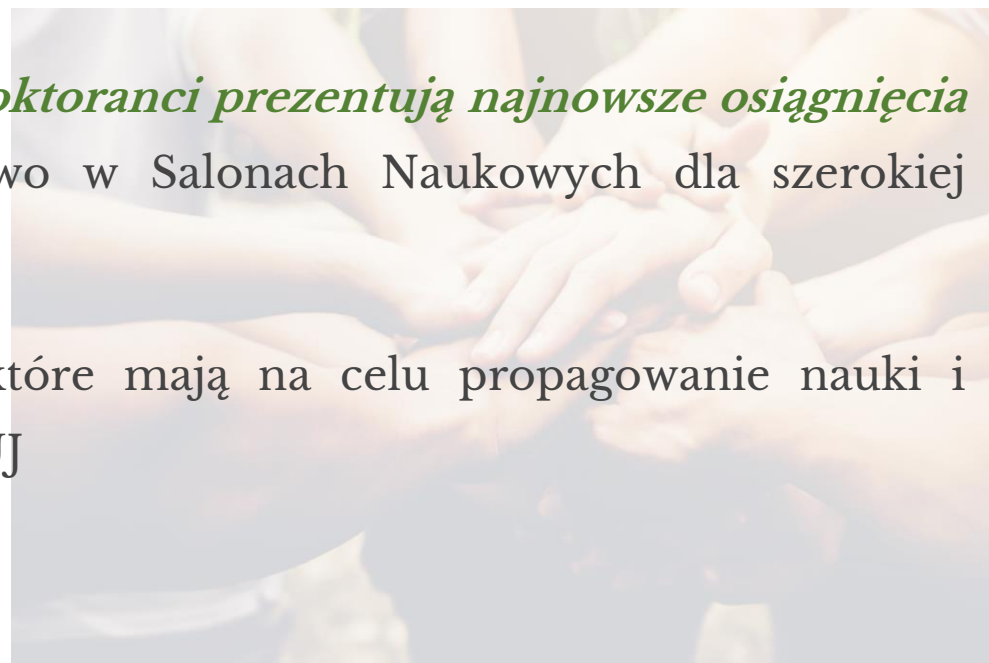 oktoranci prezentują najnowsze osiągnięcia
wo w Salonach Naukowych dla szerokiej
które mają na celu propagowanie nauki i
UJ